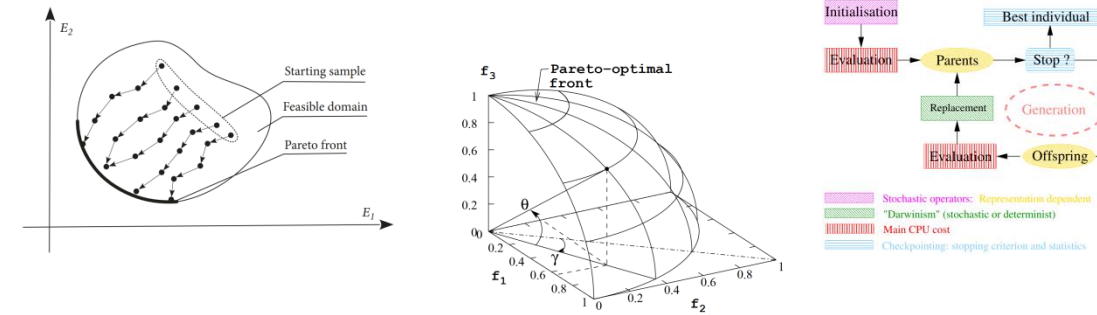 E2
Starting sample
Feasible domain
Pareto front
E1
f3
Pareto-optimal
front
1
0.8
0.6
0.4
0.2
0
0
0.2
0.4
0.6
0.8
1
f1
θ
γ
0
0.2
0.4
0.6
0.8
1
f2
1
Initialisation
Best individual
Evaluation
Parents
Stop ?
Replacement
Generation
Evaluation
Offspring
Stochastic operators: Representation dependent
"Darwinism" (stochastic or determinist)
Main CPU cost
Checkpointing: stopping criterion and statistics